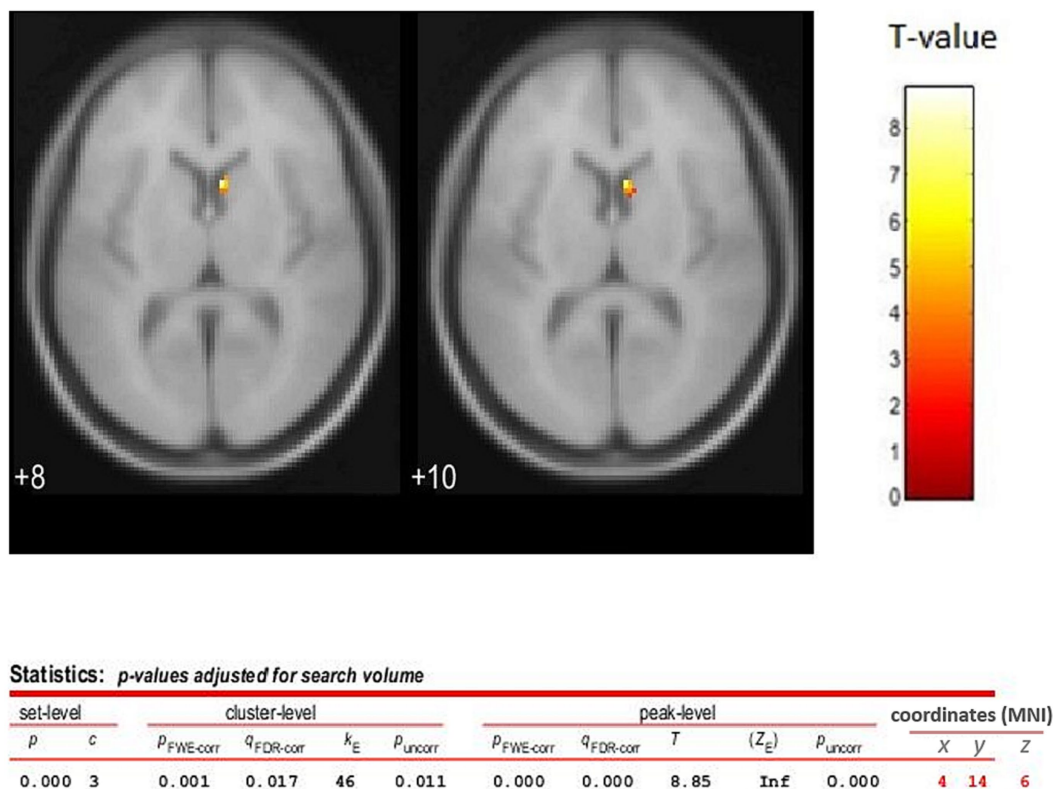 T-value
8
7
6
5
4
3
2
1
0
+8
+10
Statistics: p-values adjusted for search volume
set-level cluster-level peak-level coordinates (MNI)
p c pFWE-corr qFDR-corr kE puncorr pFWE-corr qFDR-corr T (ZE) puncorr x y z
0.000 3 0.001 0.017 46 0.011 0.000 0.000 8.85 Inf 0.000 4 14 6